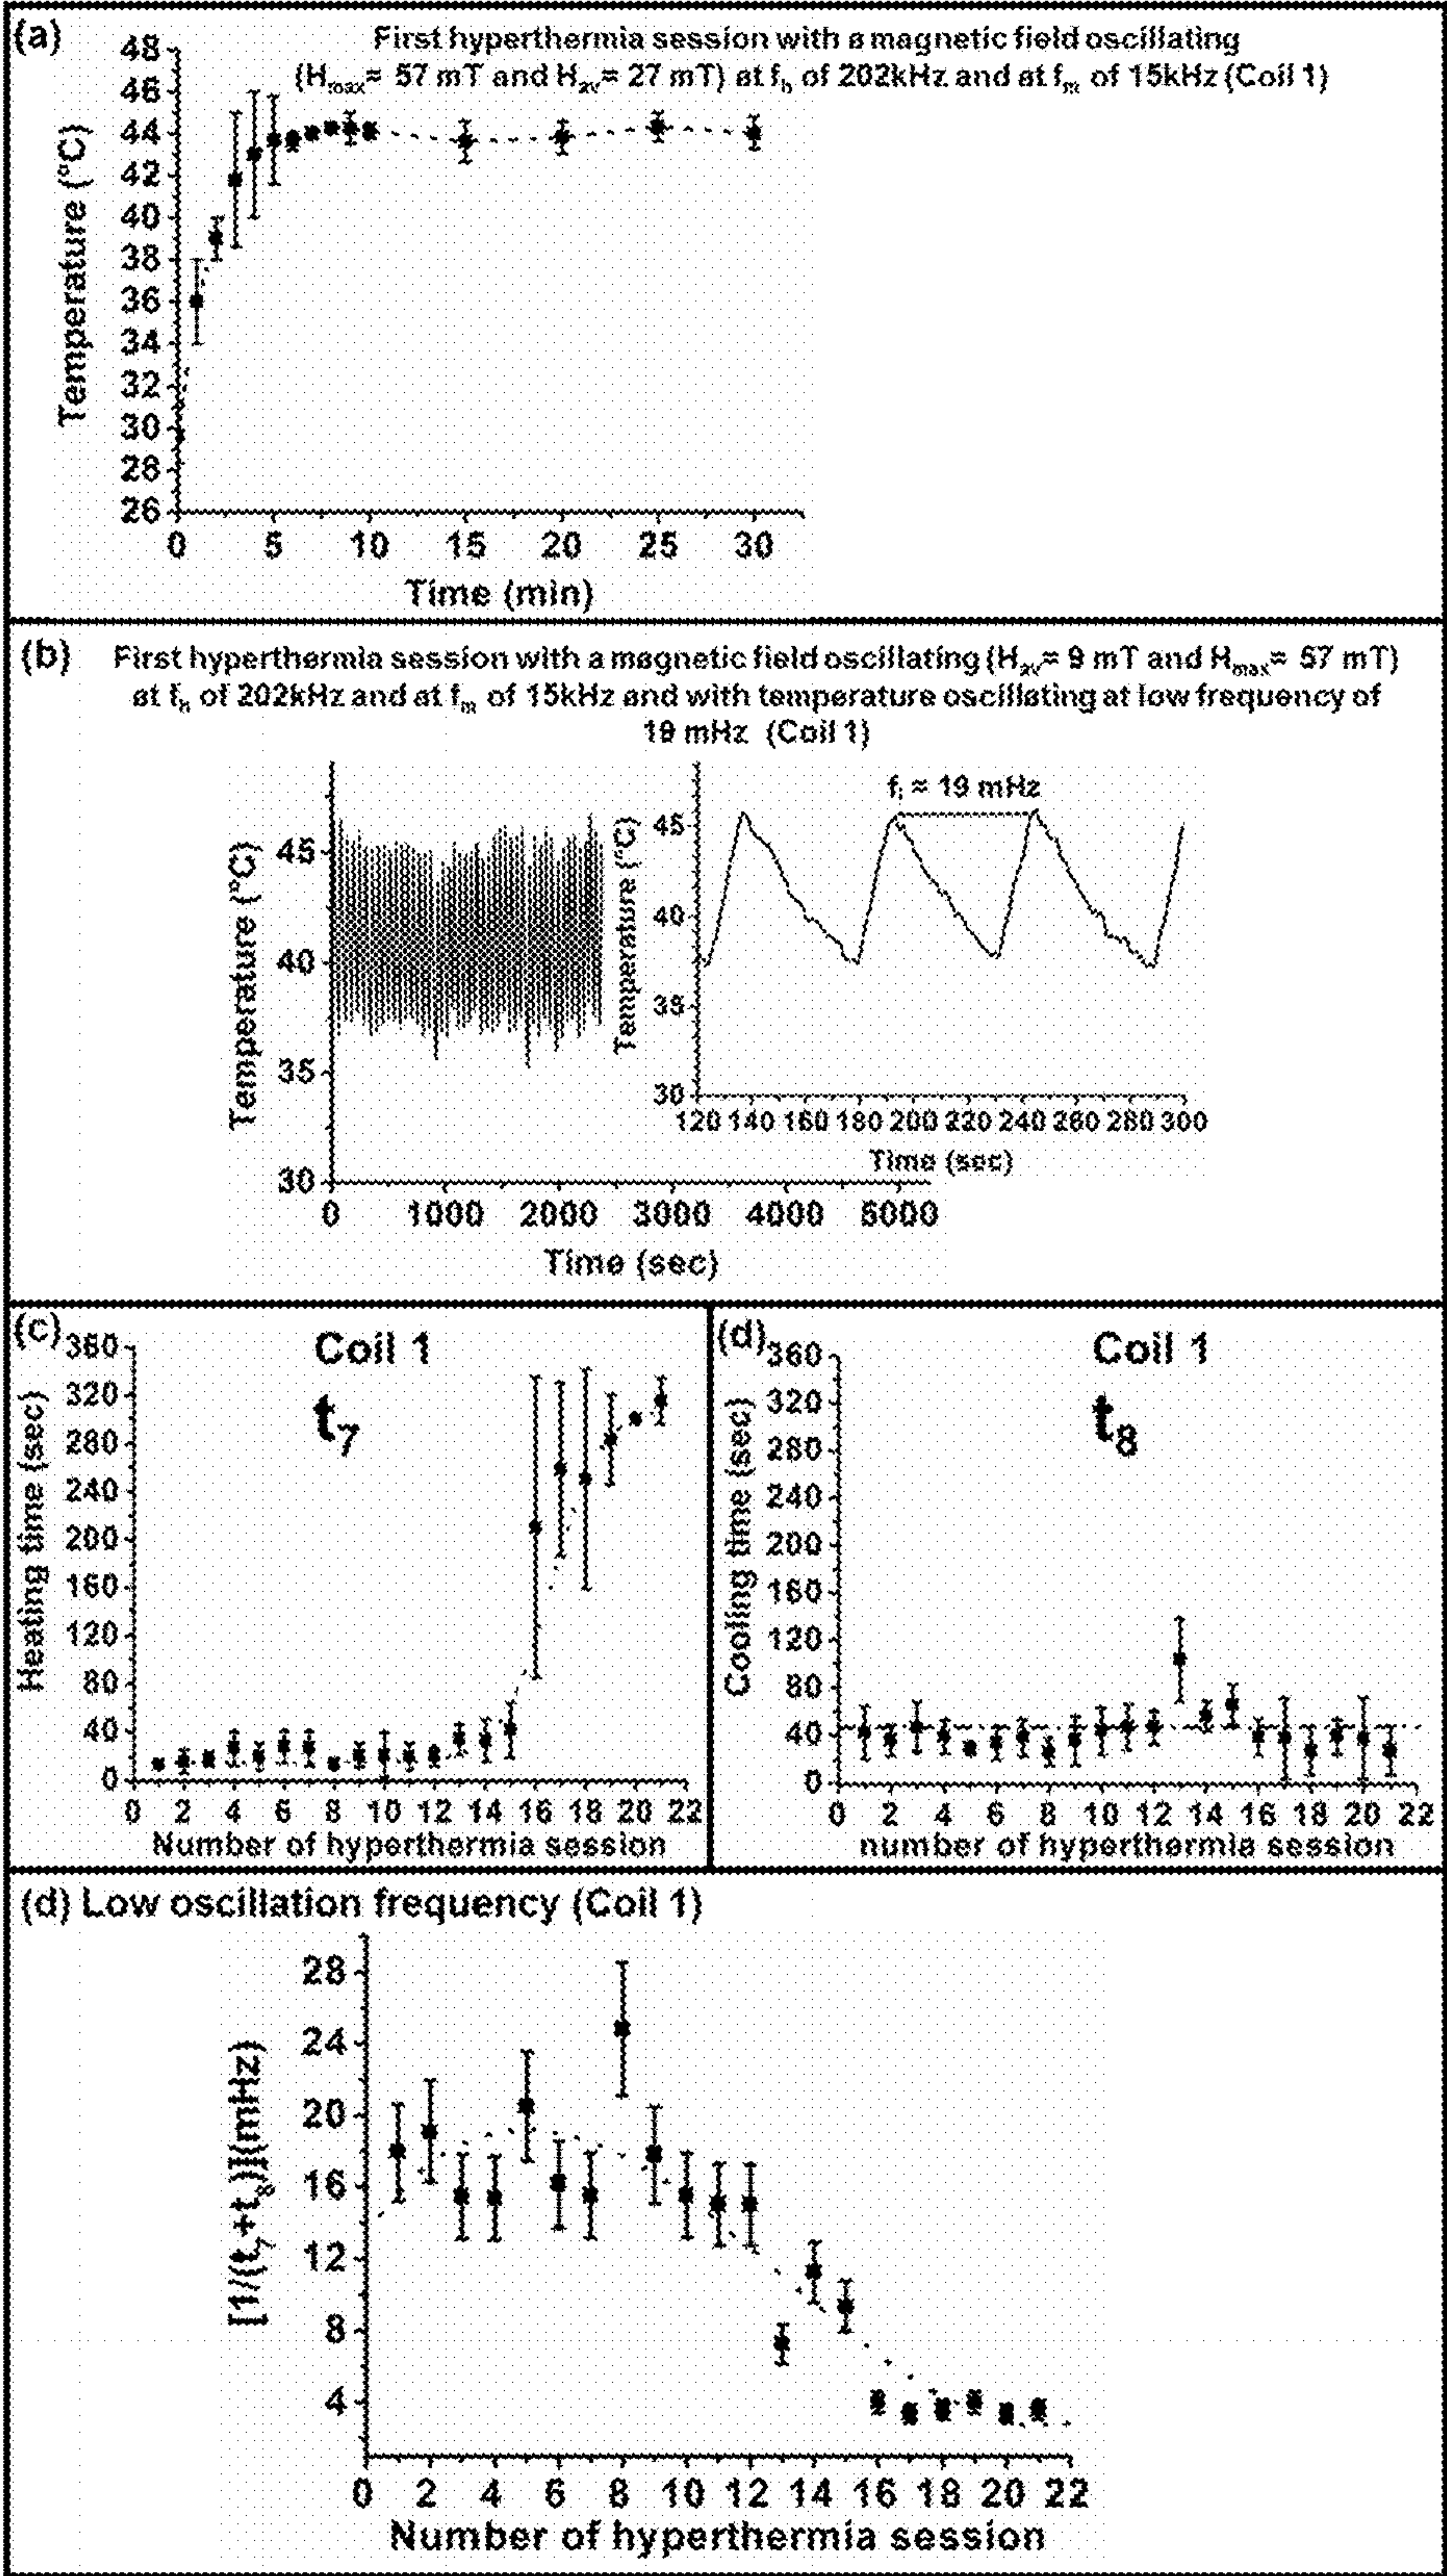 (a)
First hyperthermia session with a magnetic field oscillating
(Hmax= 57 mT and Hav= 27 mT) at fh of 202kHz and at fm of 15kHz (Coil 1)
Temperature (°C)
48
46
44
42
40
38
36
34
32
30
28
26
0 5 10 15 20 25 30
Time (min)
(b)
First hyperthermia session with a magnetic field oscillating (Hav= 9 mT and Hmax= 57 mT)
at fh of 202kHz and at fm of 15kHz and with temperature oscillating at low frequency of
19 mHz (Coil 1)
Temperature (°C)
45
40
35
30
0 1000 2000 3000 4000 5000
Time (sec)
fl ≈ 19 mHz
Temperature (°C)
45
40
35
30
120 140 160 180 200 220 240 260 280 300
Time (sec)
(c)
Coil 1
t7
Heating time (sec)
360
320
280
240
200
160
120
80
40
0
0 2 4 6 8 10 12 14 16 18 20 22
Number of hyperthermia session
(d)
Coil 1
t8
Cooling time (sec)
360
320
280
240
200
160
120
80
40
0
0 2 4 6 8 10 12 14 16 18 20 22
number of hyperthermia session
(d) Low oscillation frequency (Coil 1)
[1/(t7+t8)](mHz)
28
24
20
16
12
8
4
0 2 4 6 8 10 12 14 16 18 20 22
Number of hyperthermia session